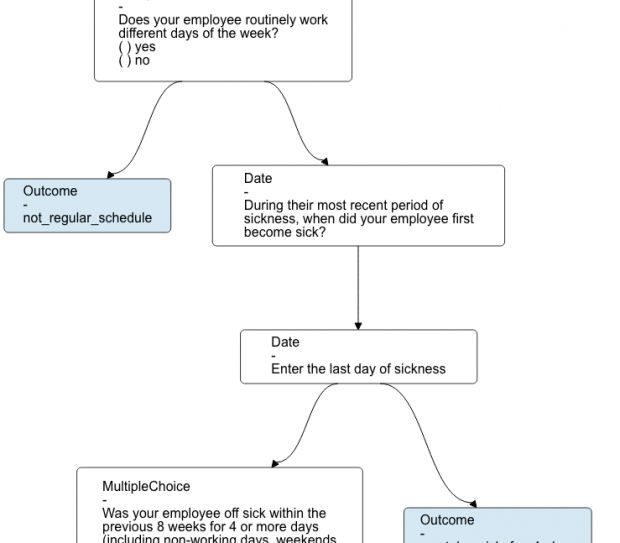 -
Does your employee routinely work
different days of the week?
( ) yes
( ) no
Outcome
-
not_regular_schedule
Date
-
During their most recent period of
sickness, when did your employee first
become sick?
Date
-
Enter the last day of sickness
MultipleChoice
-
Was your employee off sick within the
previous 8 weeks for 4 or more days
(including non-working days, weekends
Outcome
-